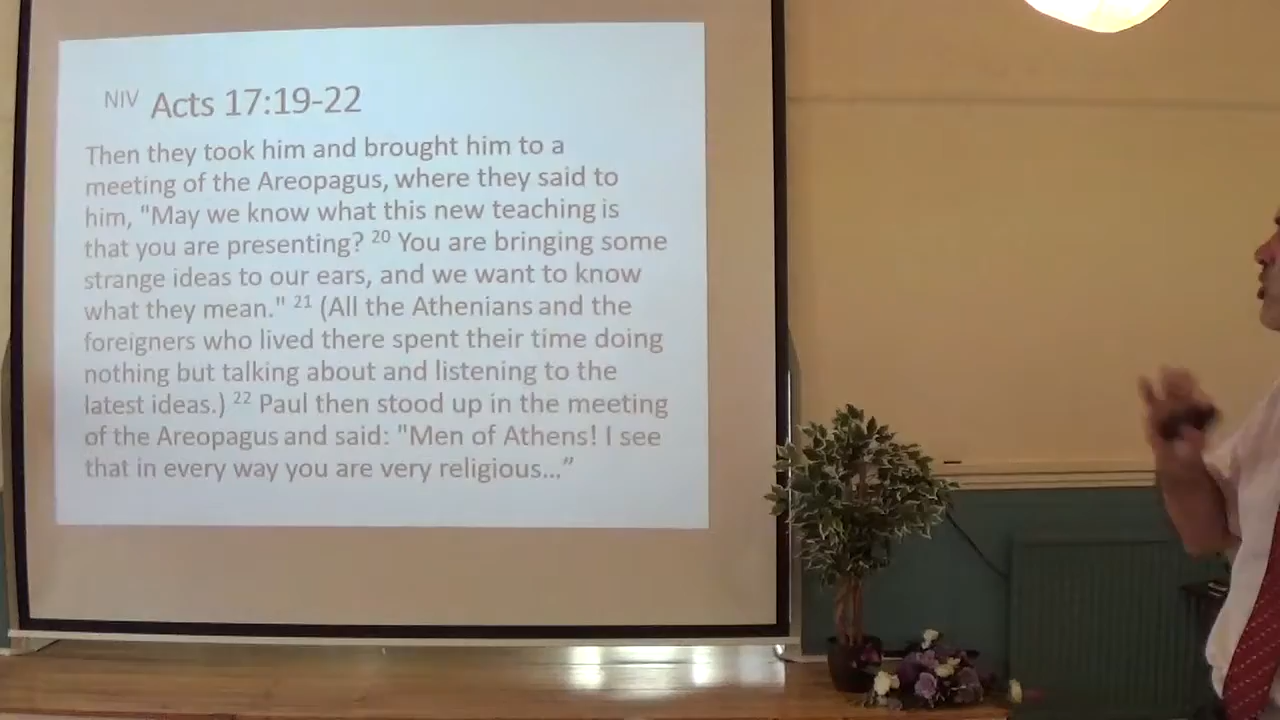 NIV Acts 17:19-22
Then they took him and brought him to a
meeting of the Areopagus, where they said to
him, "May we know what this new teaching is
that you are presenting? 20 You are bringing some
strange ideas to our ears, and we want to know
what they mean." 21 (All the Athenians and the
foreigners who lived there spent their time doing
nothing but talking about and listening to the
latest ideas.) 22 Paul then stood up in the meeting
of the Areopagus and said: "Men of Athens! I see
that in every way you are very religious…”